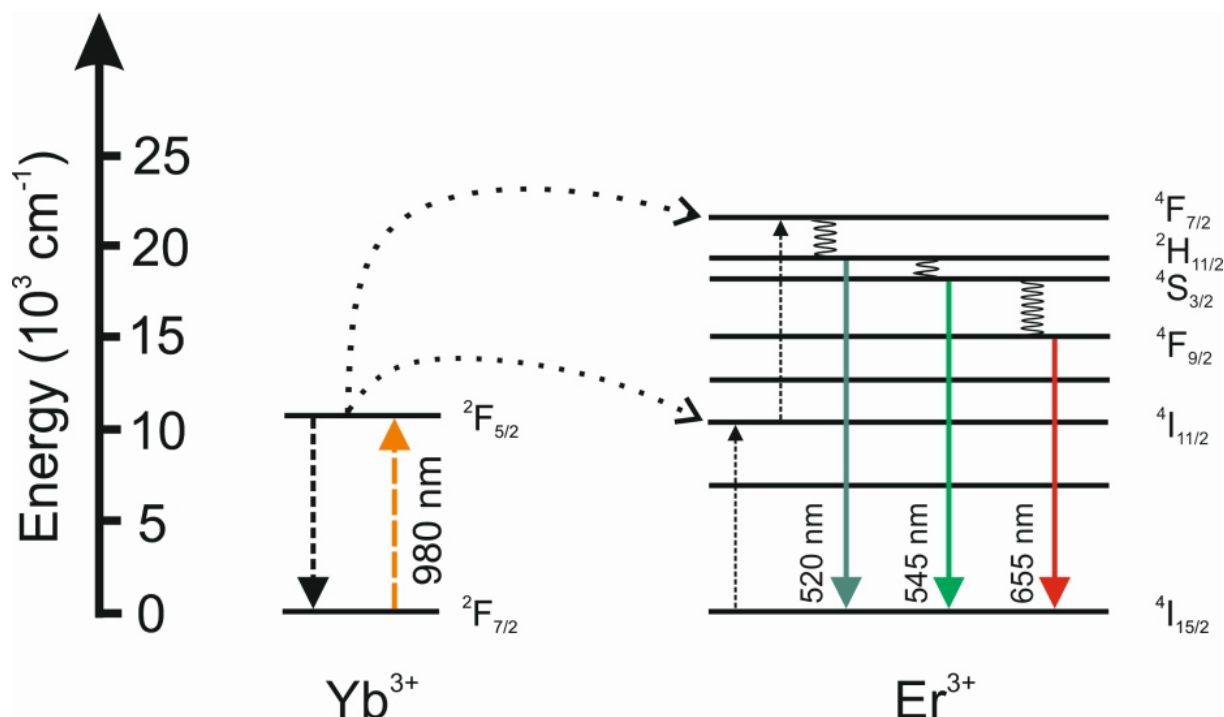 Energy (10³ cm⁻¹)
25
20
15
10
5
0
²F₅/₂
980 nm
²F₇/₂
Yb³⁺
⁴F₇/₂
²H₁₁/₂
⁴S₃/₂
⁴F₉/₂
⁴I₁₁/₂
520 nm
545 nm
655 nm
⁴I₁₅/₂
Er³⁺